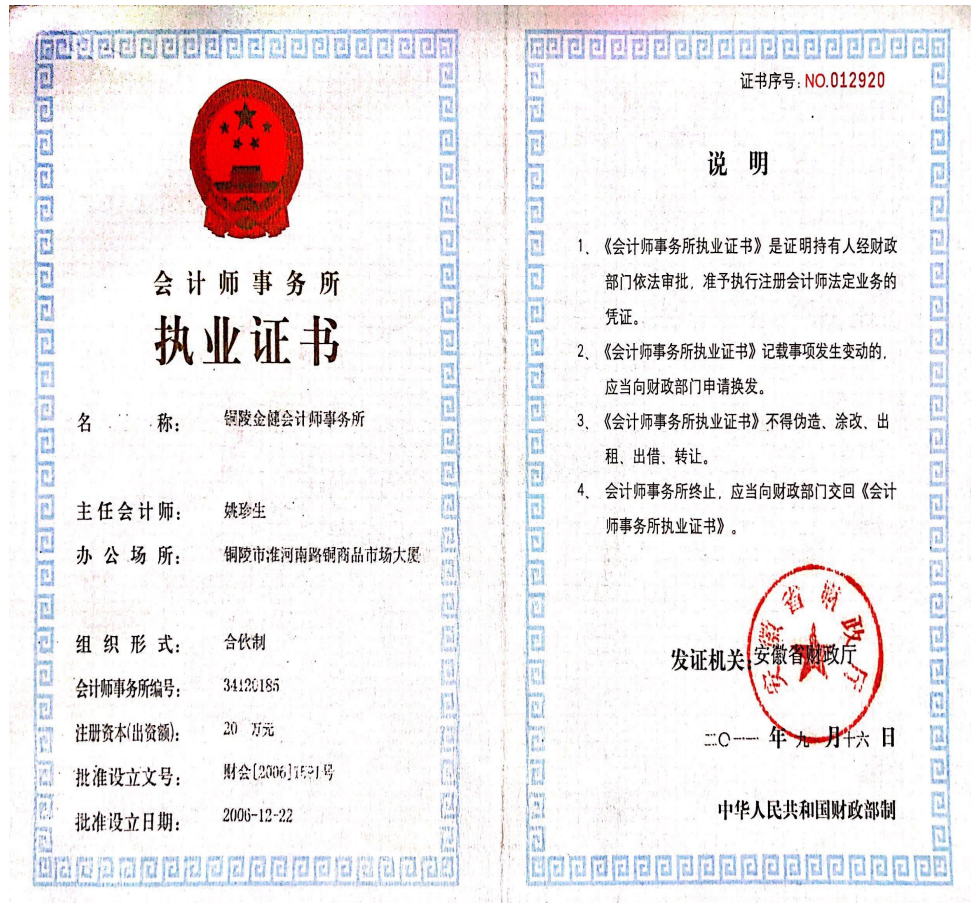 会计师事务所
执业证书
名 称： 铜陵金健会计师事务所
主任会计师： 姚珍生
办公场所： 铜陵市淮河南路铜商品市场大厦
组织形式： 合伙制
会计师事务所编号： 34120185
注册资本(出资额)： 20 万元
批准设立文号： 财会[2006]号
批准设立日期： 2006-12-22
证书序号：NO.012920
说 明
1、《会计师事务所执业证书》是证明持有人经财政
部门依法审批，准予执行注册会计师法定业务的
凭证。
2、《会计师事务所执业证书》记载事项发生变动的，
应当向财政部门申请换发。
3、《会计师事务所执业证书》不得伪造、涂改、出
租、出借、转让。
4、 会计师事务所终止，应当向财政部门交回《会计
师事务所执业证书》。
安徽省财政厅
发证机关：安徽省财政厅
二〇一一 年 九 月 十六 日
中华人民共和国财政部制